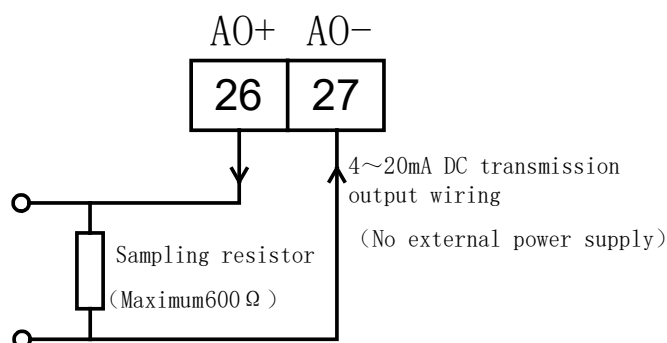 AO+ AO-
26 27
4～20mA DC transmission
output wiring
（No external power supply）
Sampling resistor
（Maximum600Ω）